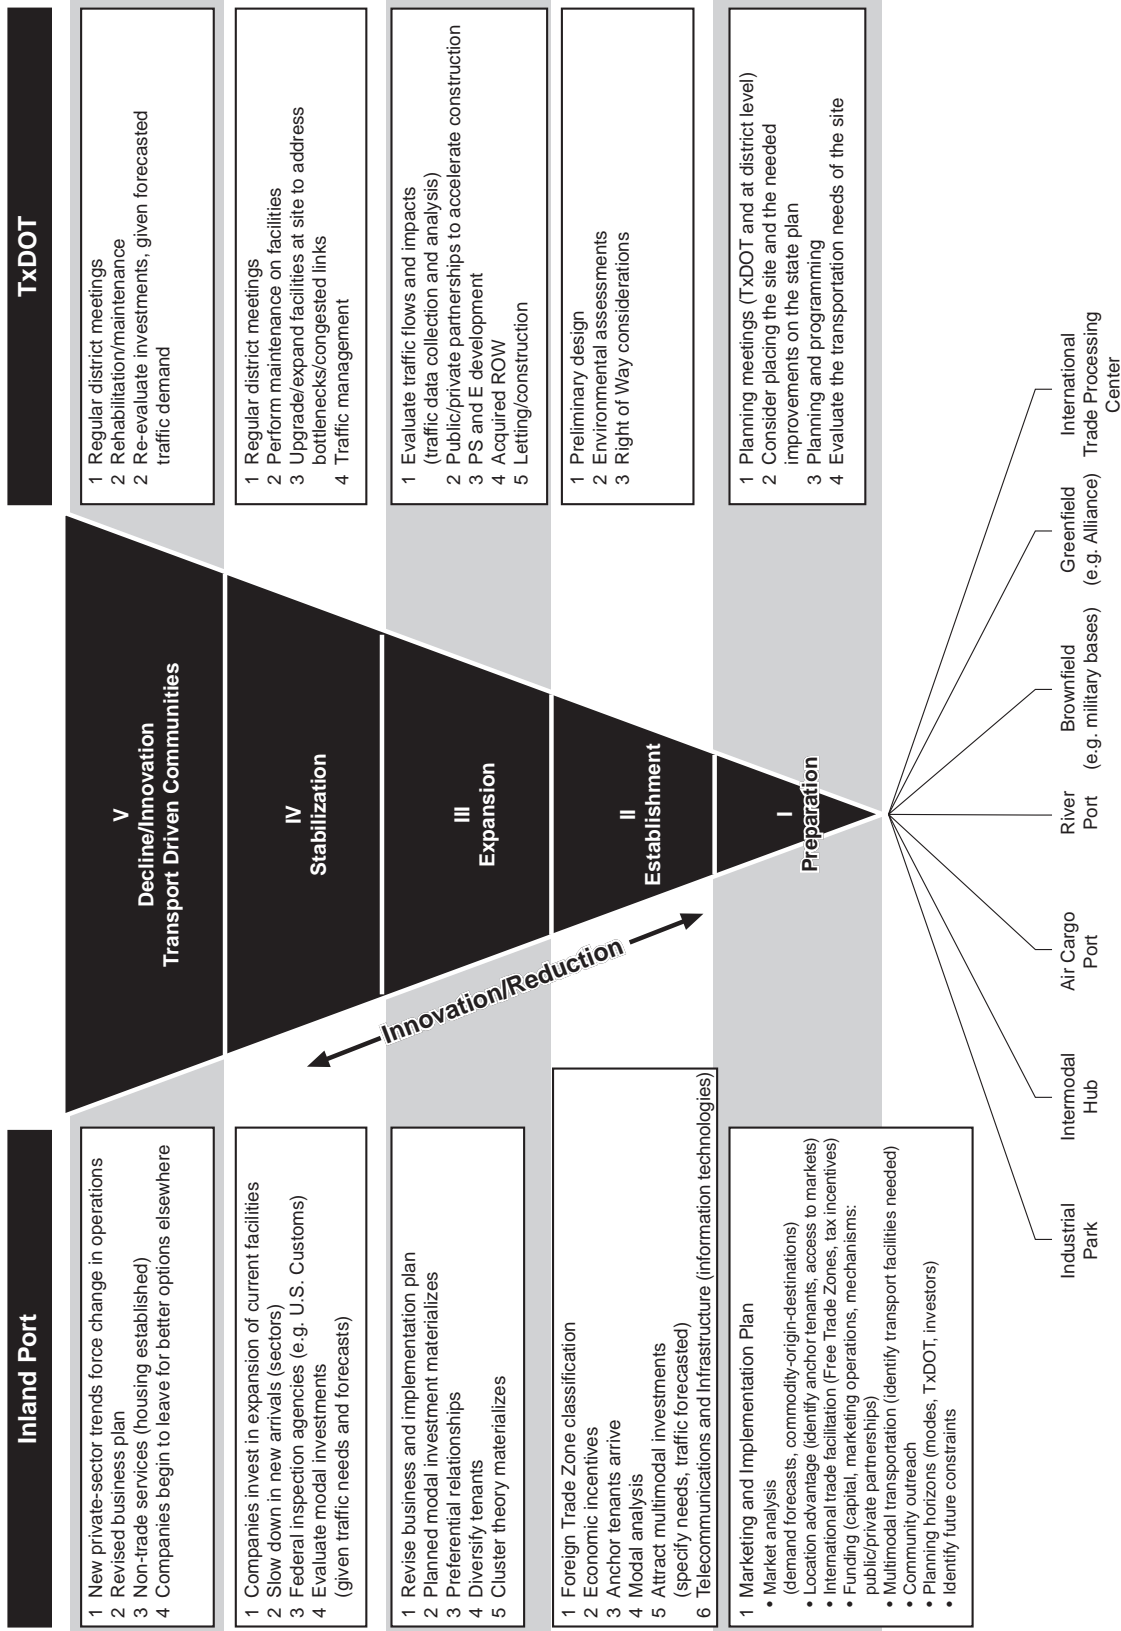 Inland Port
TxDOT
1 New private-sector trends force change in operations
2 Revised business plan
3 Non-trade services (housing established)
4 Companies begin to leave for better options elsewhere
V
Decline/Innovation
Transport Driven Communities
1 Regular district meetings
2 Rehabilitation/maintenance
2 Re-evaluate investments, given forecasted
traffic demand
1 Companies invest in expansion of current facilities
2 Slow down in new arrivals (sectors)
3 Federal inspection agencies (e.g. U.S. Customs)
4 Evaluate modal investments
(given traffic needs and forecasts)
IV
Stabilization
1 Regular district meetings
2 Perform maintenance on facilities
3 Upgrade/expand facilities at site to address
bottlenecks/congested links
4 Traffic management
Innovation/Reduction
1 Revise business and implementation plan
2 Planned modal investment materializes
3 Preferential relationships
4 Diversify tenants
5 Cluster theory materializes
III
Expansion
1 Evaluate traffic flows and impacts
(traffic data collection and analysis)
2 Public/private partnerships to accelerate construction
3 PS and E development
4 Acquired ROW
5 Letting/construction
1 Foreign Trade Zone classification
2 Economic incentives
3 Anchor tenants arrive
4 Modal analysis
5 Attract multimodal investments
(specify needs, traffic forecasted)
6 Telecommunications and Infrastructure (information technologies)
II
Establishment
1 Preliminary design
2 Environmental assessments
3 Right of Way considerations
1 Marketing and Implementation Plan
• Market analysis
(demand forecasts, commodity-origin-destinations)
• Location advantage (identify anchor tenants, access to markets)
• International trade facilitation (Free Trade Zones, tax incentives)
• Funding (capital, marketing operations, mechanisms:
public/private partnerships)
• Multimodal transportation (identify transport facilities needed)
• Community outreach
• Planning horizons (modes, TxDOT, investors)
• Identify future constraints
I
Preparation
1 Planning meetings (TxDOT and at district level)
2 Consider placing the site and the needed
improvements on the state plan
3 Planning and programming
4 Evaluate the transportation needs of the site
Industrial
Park
Intermodal
Hub
Air Cargo
Port
River
Port
Brownfield
(e.g. military bases)
Greenfield
(e.g. Alliance)
International
Trade Processing
Center